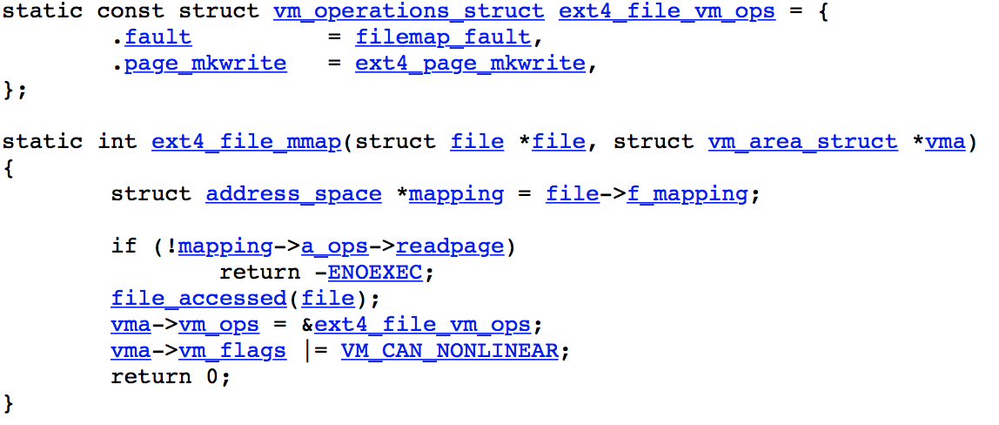 static const struct vm_operations_struct ext4_file_vm_ops = {
        .fault          = filemap_fault,
        .page_mkwrite   = ext4_page_mkwrite,
};

static int ext4_file_mmap(struct file *file, struct vm_area_struct *vma)
{
        struct address_space *mapping = file->f_mapping;

        if (!mapping->a_ops->readpage)
                return -ENOEXEC;
        file_accessed(file);
        vma->vm_ops = &ext4_file_vm_ops;
        vma->vm_flags |= VM_CAN_NONLINEAR;
        return 0;
}